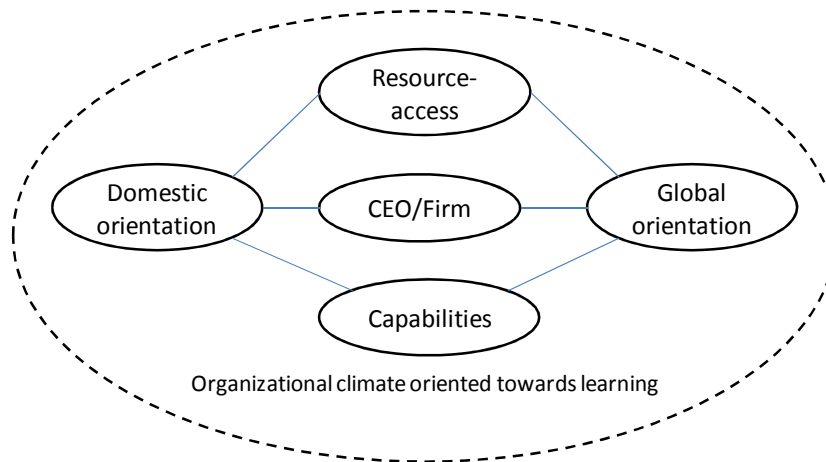 Resource-
access
Domestic
orientation
CEO/Firm
Global
orientation
Capabilities
Organizational climate oriented towards learning